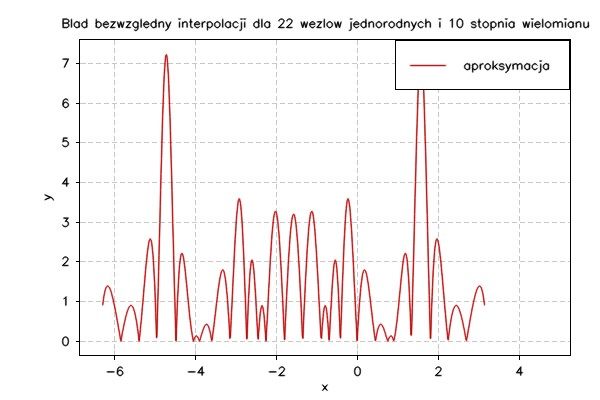 Blad bezwzgledny interpolacji dla 22 wezlow jednorodnych i 10 stopnia wielomianu
aproksymacja
7
6
5
4
3
2
1
0
y
−6 −4 −2 0 2 4
x